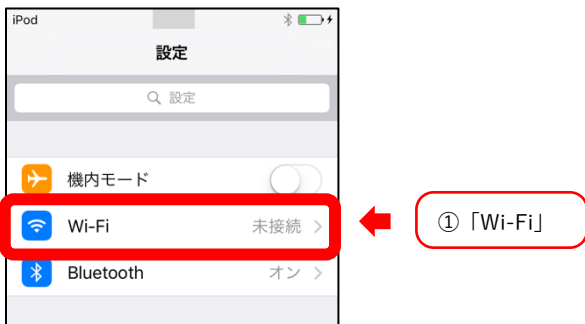 iPod
設定
設定
機内モード
Wi-Fi 未接続
①「Wi-Fi」
Bluetooth オン